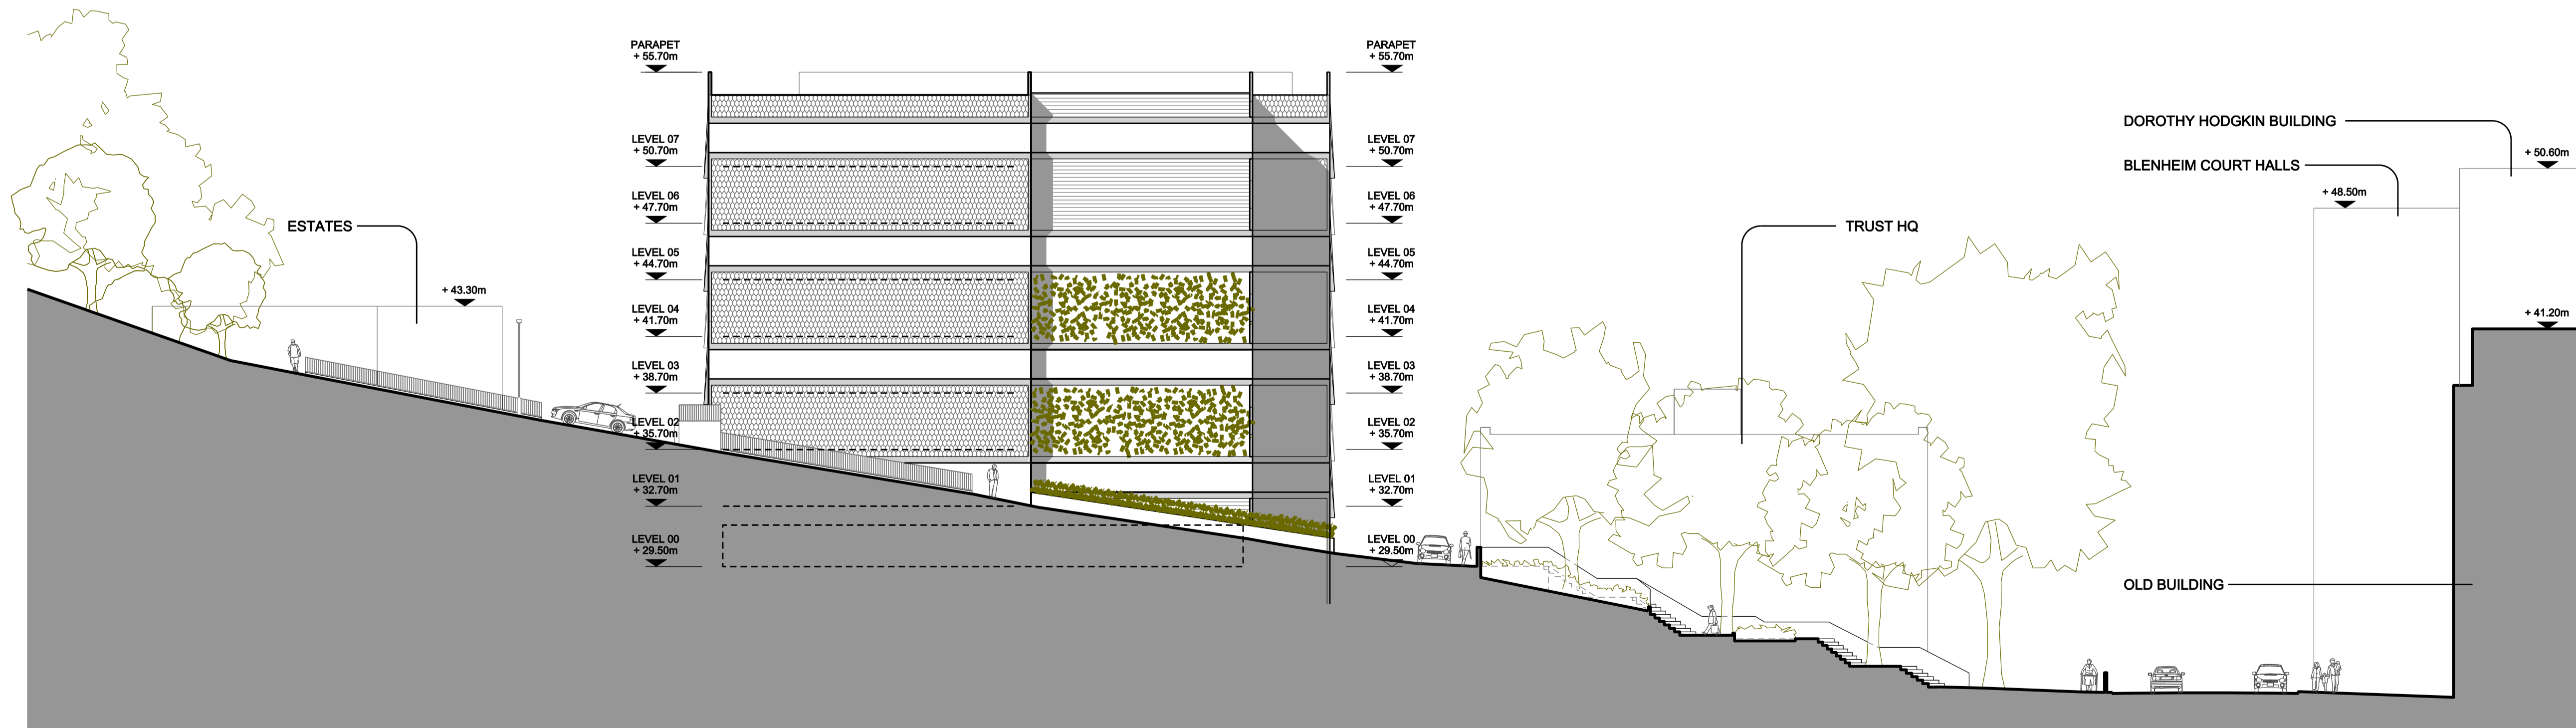 PARAPET
+ 55.70m
LEVEL 07
+ 50.70m
LEVEL 06
+ 47.70m
LEVEL 05
+ 44.70m
LEVEL 04
+ 41.70m
LEVEL 03
+ 38.70m
LEVEL 02
+ 35.70m
LEVEL 01
+ 32.70m
LEVEL 00
+ 29.50m
ESTATES
+ 43.30m
PARAPET
+ 55.70m
LEVEL 07
+ 50.70m
LEVEL 06
+ 47.70m
LEVEL 05
+ 44.70m
LEVEL 04
+ 41.70m
LEVEL 03
+ 38.70m
LEVEL 02
+ 35.70m
LEVEL 01
+ 32.70m
LEVEL 00
+ 29.50m
TRUST HQ
DOROTHY HODGKIN BUILDING
+ 50.60m
BLENHEIM COURT HALLS
+ 48.50m
+ 41.20m
OLD BUILDING